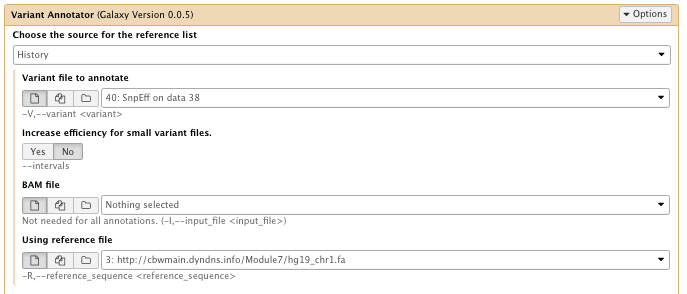 Variant Annotator (Galaxy Version 0.0.5)
Options
Choose the source for the reference list
History
Variant file to annotate
40: SnpEff on data 38
-V,--variant <variant>
Increase efficiency for small variant files.
Yes No
--intervals
BAM file
Nothing selected
Not needed for all annotations. (-I,--input_file <input_file>)
Using reference file
3: http://cbwmain.dyndns.info/Module7/hg19_chr1.fa
-R,--reference_sequence <reference_sequence>